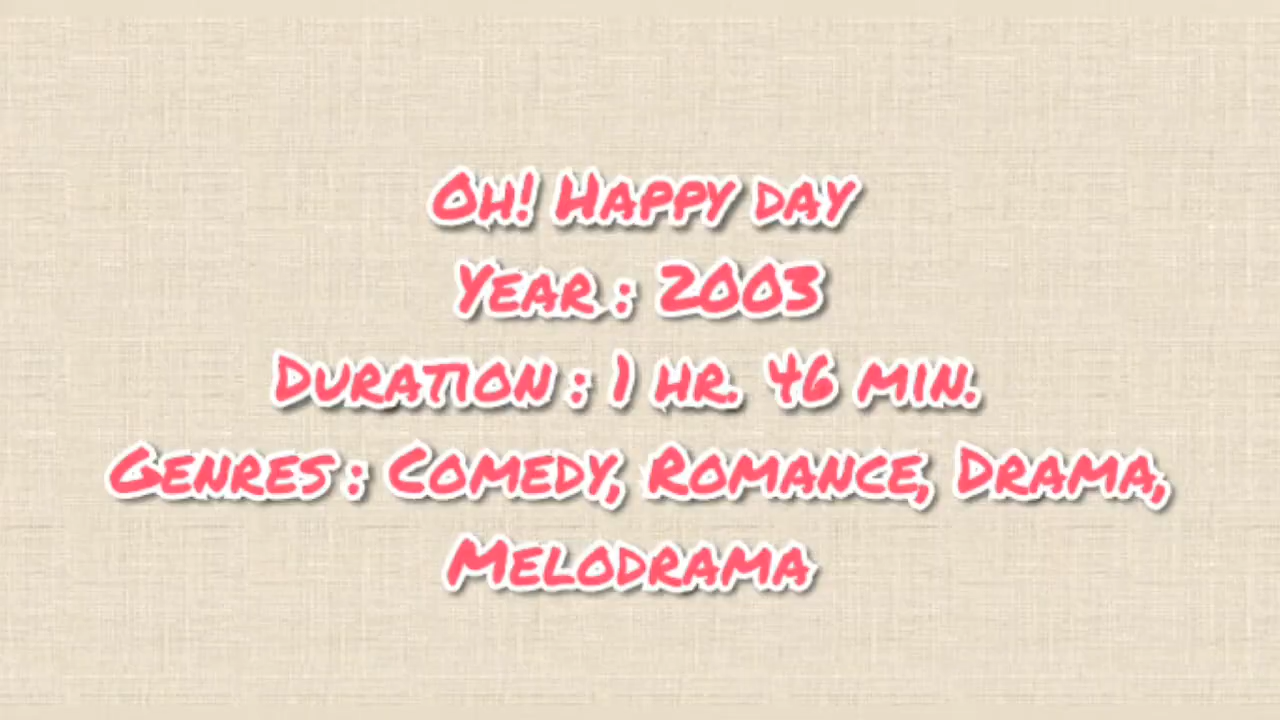 Oh! Happy day
Year : 2003
Duration : 1 hr. 46 min.
Genres : Comedy, Romance, Drama,
Melodrama